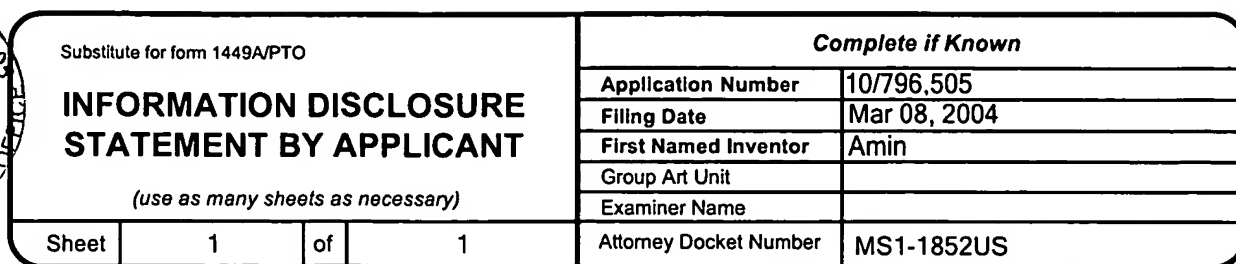 Substitute for form 1449A/PTO
INFORMATION DISCLOSURE
STATEMENT BY APPLICANT
(use as many sheets as necessary)
Sheet 1 of 1
Complete if Known
Application Number 10/796,505
Filing Date Mar 08, 2004
First Named Inventor Amin
Group Art Unit
Examiner Name
Attorney Docket Number MS1-1852US